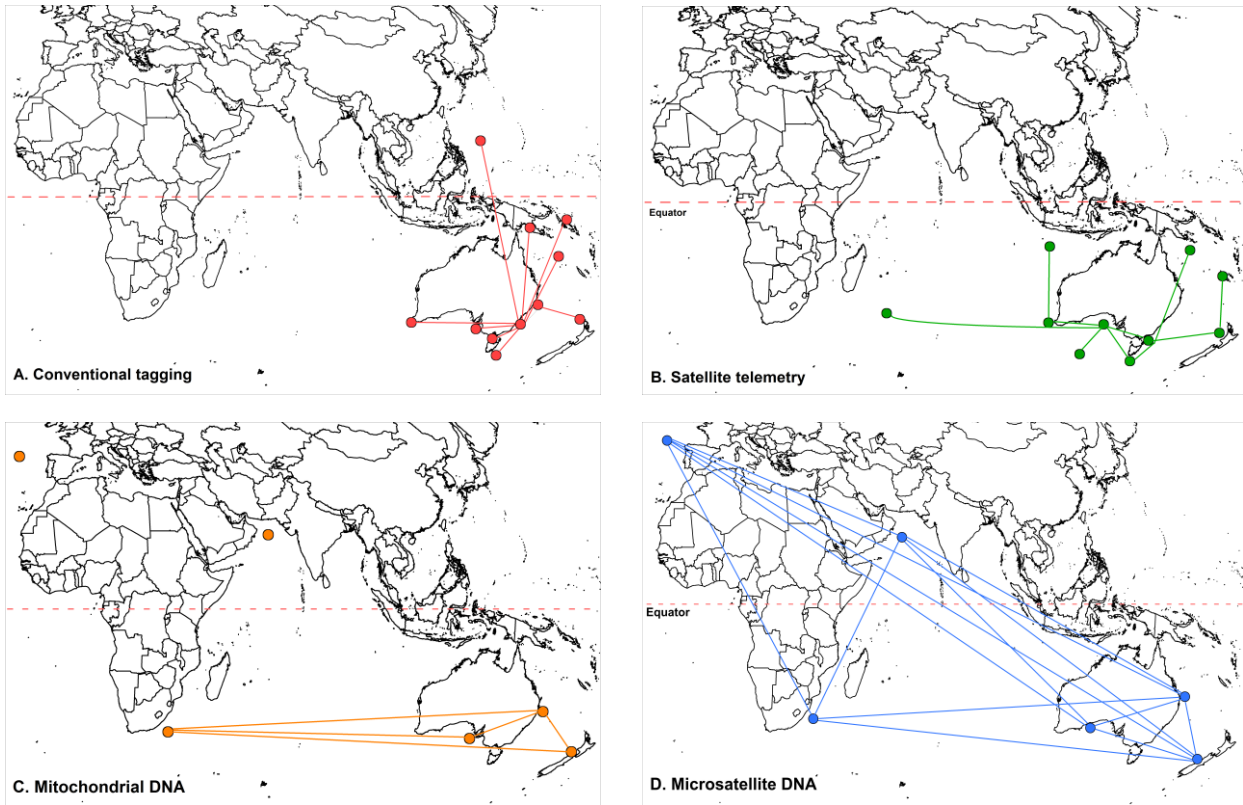 A. Conventional tagging
Equator
B. Satellite telemetry
C. Mitochondrial DNA
Equator
D. Microsatellite DNA